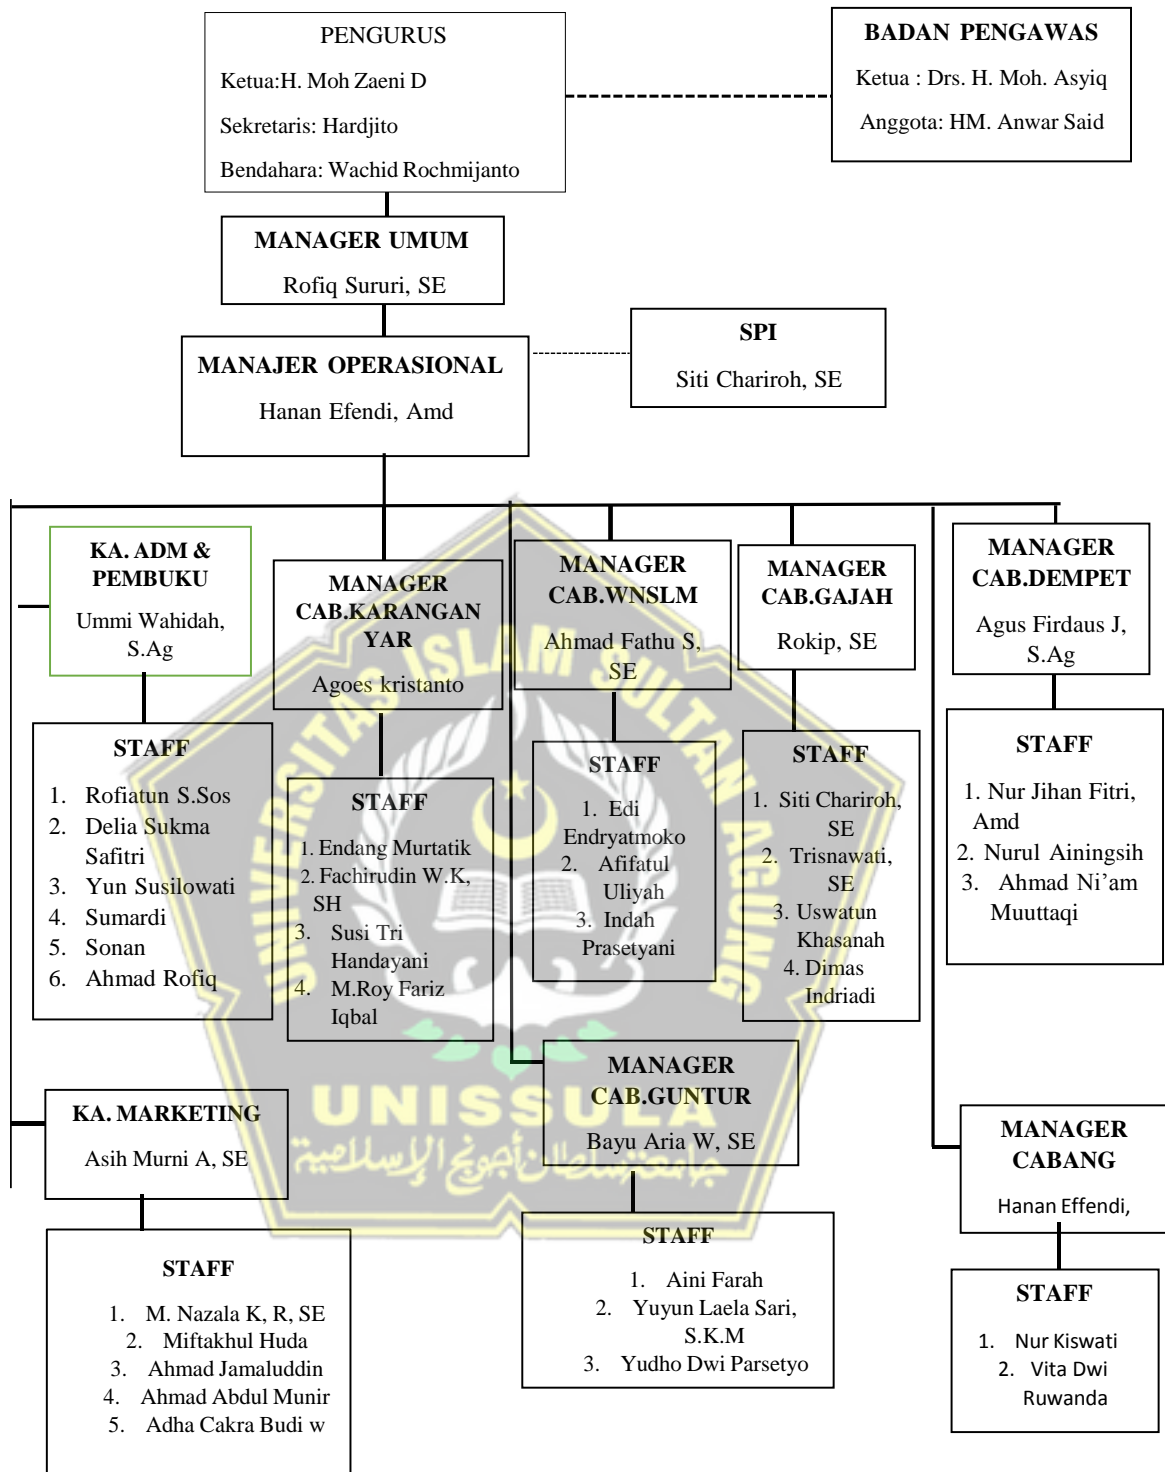 PENGURUS
Ketua:H. Moh Zaeni D
Sekretaris: Hardjito
Bendahara: Wachid Rochmijanto
BADAN PENGAWAS
Ketua : Drs. H. Moh. Asyiq
Anggota: HM. Anwar Said
MANAGER UMUM
Rofiq Sururi, SE
MANAJER OPERASIONAL
Hanan Efendi, Amd
SPI
Siti Chariroh, SE
KA. ADM &
PEMBUKU
Ummi Wahidah,
S.Ag
MANAGER
CAB.KARANGAN
YAR
Agoes kristanto
MANAGER
CAB.WNSLM
Ahmad Fathu S,
SE
MANAGER
CAB.GAJAH
Rokip, SE
MANAGER
CAB.DEMPET
Agus Firdaus J,
S.Ag
STAFF
1. Rofiatun S.Sos
2. Delia Sukma
Safitri
3. Yun Susilowati
4. Sumardi
5. Sonan
6. Ahmad Rofiq
STAFF
1. Endang Murtatik
2. Fachirudin W.K,
SH
3. Susi Tri
Handayani
4. M.Roy Fariz
Iqbal
STAFF
1. Edi
Endryatmoko
2. Afifatul
Uliyah
3. Indah
Prasetyani
STAFF
1. Siti Chariroh,
SE
2. Trisnawati,
SE
3. Uswatun
Khasanah
4. Dimas
Indriadi
STAFF
1. Nur Jihan Fitri,
Amd
2. Nurul Ainingsih
3. Ahmad Ni’am
Muuttaqi
KA. MARKETING
Asih Murni A, SE
MANAGER
CAB.GUNTUR
Bayu Aria W, SE
MANAGER
CABANG
Hanan Effendi,
STAFF
1. M. Nazala K, R, SE
2. Miftakhul Huda
3. Ahmad Jamaluddin
4. Ahmad Abdul Munir
5. Adha Cakra Budi w
STAFF
1. Aini Farah
2. Yuyun Laela Sari,
S.K.M
3. Yudho Dwi Parsetyo
STAFF
1. Nur Kiswati
2. Vita Dwi
Ruwanda
UNIVERSITAS ISLAM SULTAN AGUNG
UNISSULA
جامعتسلطان أجونج الإسلامية